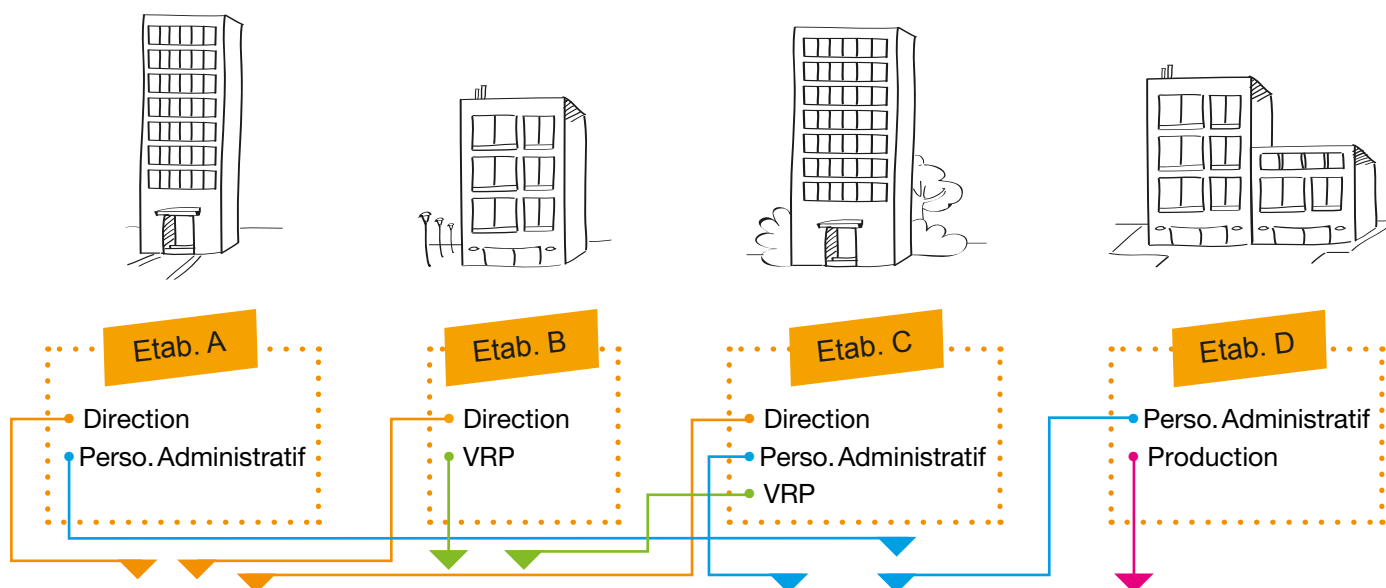 Etab. A
Direction
Perso. Administratif
Etab. B
Direction
VRP
Etab. C
Direction
Perso. Administratif
VRP
Etab. D
Perso. Administratif
Production